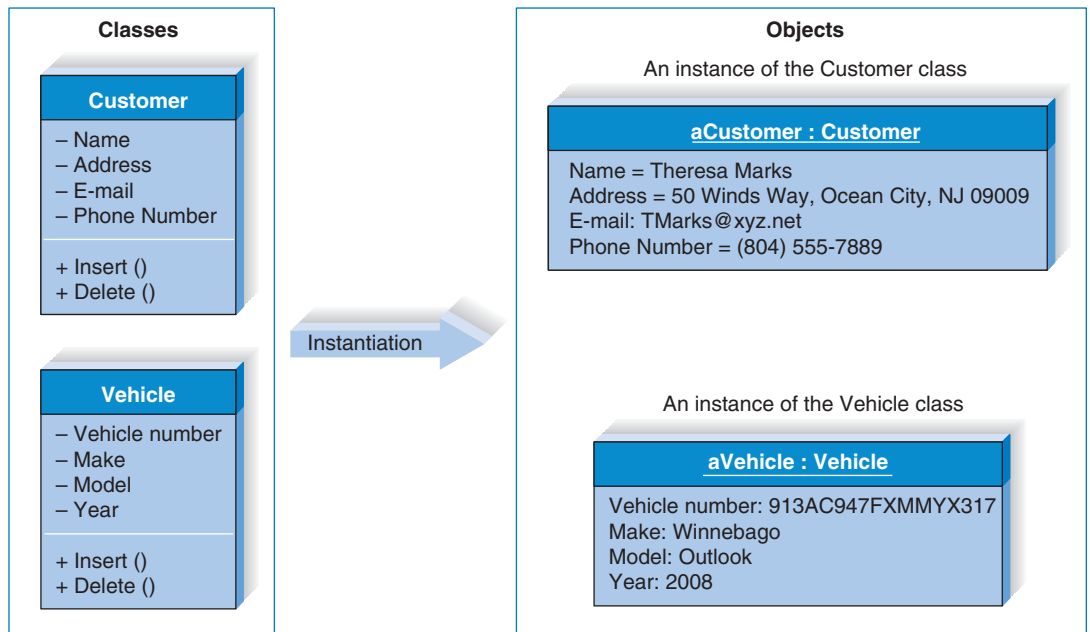 Classes
Customer
– Name
– Address
– E-mail
– Phone Number
+ Insert ()
+ Delete ()
Vehicle
– Vehicle number
– Make
– Model
– Year
+ Insert ()
+ Delete ()
Instantiation
Objects
An instance of the Customer class
aCustomer : Customer
Name = Theresa Marks
Address = 50 Winds Way, Ocean City, NJ 09009
E-mail: TMarks@xyz.net
Phone Number = (804) 555-7889
An instance of the Vehicle class
aVehicle : Vehicle
Vehicle number: 913AC947FXMMYX317
Make: Winnebago
Model: Outlook
Year: 2008